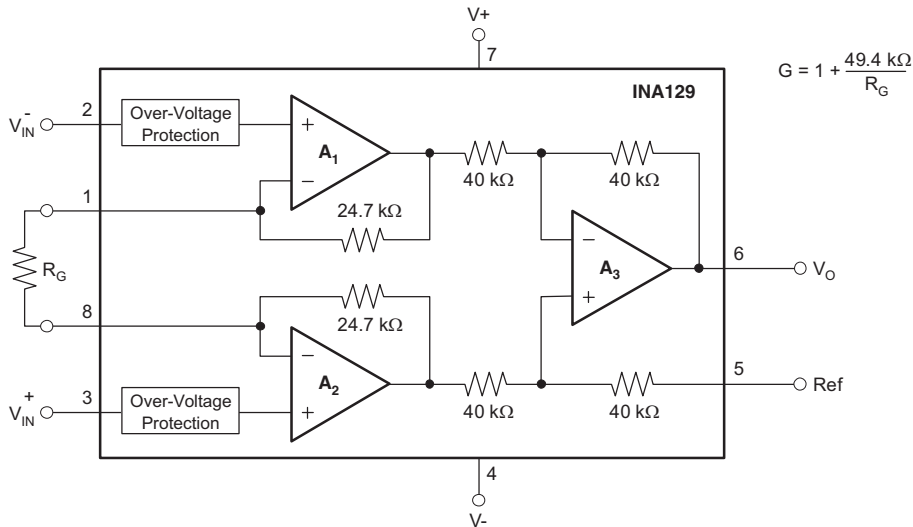 V+
7
INA129
G = 1 + 49.4 kΩ / R_G
2
V_IN^-
Over-Voltage
Protection
+
A_1
−
40 kΩ
40 kΩ
1
24.7 kΩ
R_G
−
A_3
+
6
V_O
8
24.7 kΩ
−
A_2
+
5
Ref
3
V_IN^+
Over-Voltage
Protection
40 kΩ
40 kΩ
4
V-